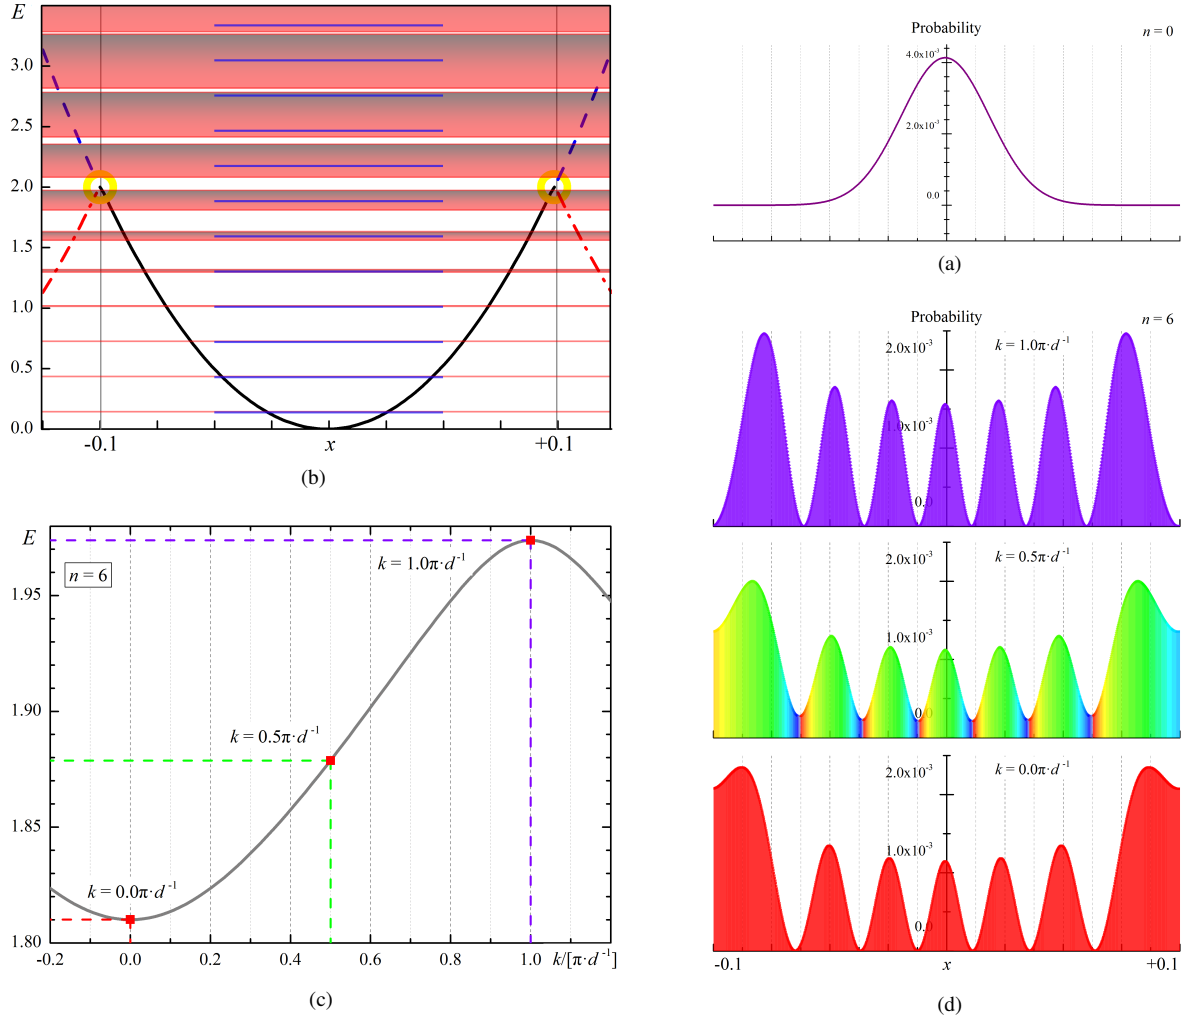 E
3.0
2.5
2.0
1.5
1.0
0.5
0.0
-0.1
x
+0.1
(b)
Probability
n = 0
4.0x10⁻³
2.0x10⁻³
0.0
(a)
Probability
n = 6
2.0x10⁻³
k = 1.0π·d⁻¹
1.0x10⁻³
0.0
2.0x10⁻³
k = 0.5π·d⁻¹
1.0x10⁻³
0.0
2.0x10⁻³
k = 0.0π·d⁻¹
1.0x10⁻³
0.0
-0.1
x
+0.1
(d)
E
n = 6
k = 1.0π·d⁻¹
1.95
1.90
k = 0.5π·d⁻¹
1.85
k = 0.0π·d⁻¹
1.80
-0.2
0.0
0.2
0.4
0.6
0.8
1.0
k/[π·d⁻¹]
(c)